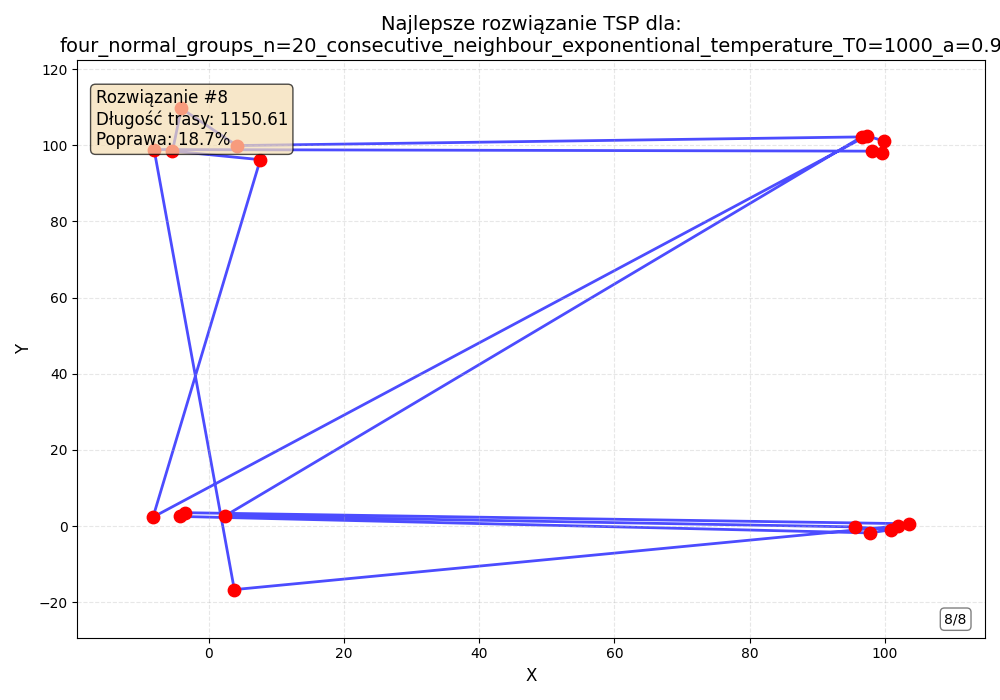 Najlepsze rozwiązanie TSP dla:
four_normal_groups_n=20_consecutive_neighbour_exponentional_temperature_T0=1000_a=0.9
120
100
80
60
40
20
0
−20
Y
Rozwiązanie #8
Długość trasy: 1150.61
Poprawa: 18.7%
8/8
0
20
40
60
80
100
X